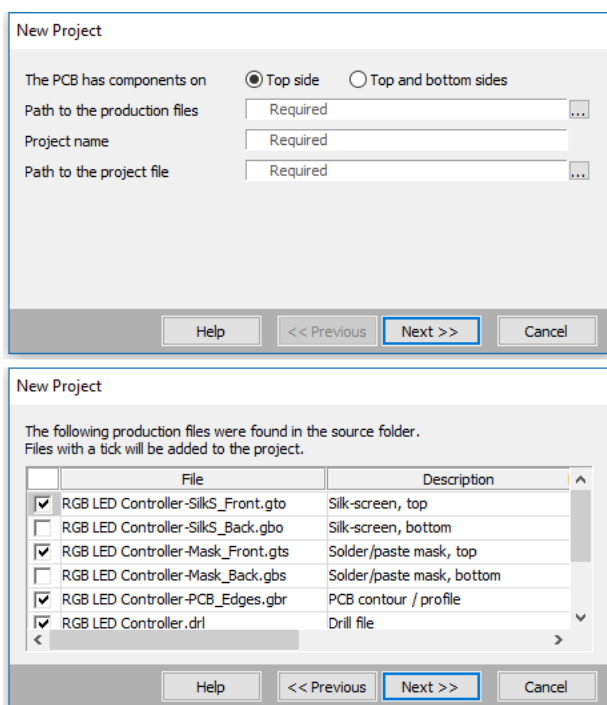 New Project
The PCB has components on Top side Top and bottom sides
Path to the production files Required ...
Project name Required
Path to the project file Required ...
Help << Previous Next >> Cancel
New Project
The following production files were found in the source folder.
Files with a tick will be added to the project.
File Description
RGB LED Controller-SilkS_Front.gto Silk-screen, top
RGB LED Controller-SilkS_Back.gbo Silk-screen, bottom
RGB LED Controller-Mask_Front.gts Solder/paste mask, top
RGB LED Controller-Mask_Back.gbs Solder/paste mask, bottom
RGB LED Controller-PCB_Edges.gbr PCB contour / profile
RGB LED Controller.drl Drill file
Help << Previous Next >> Cancel